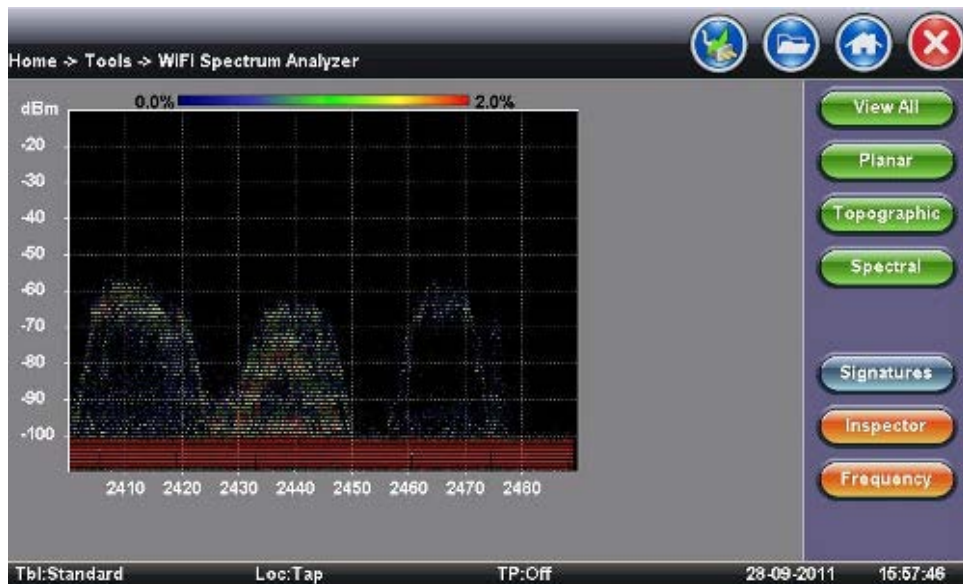 Home -> Tools -> WiFi Spectrum Analyzer
dBm
0.0%
2.0%
-20
-30
-40
-50
-60
-70
-80
-90
-100
2410 2420 2430 2440 2450 2460 2470 2480
View All
Planar
Topographic
Spectral
Signatures
Inspector
Frequency
Tbl:Standard Loc:Tap TP:Off 28-09-2011 15:57:46